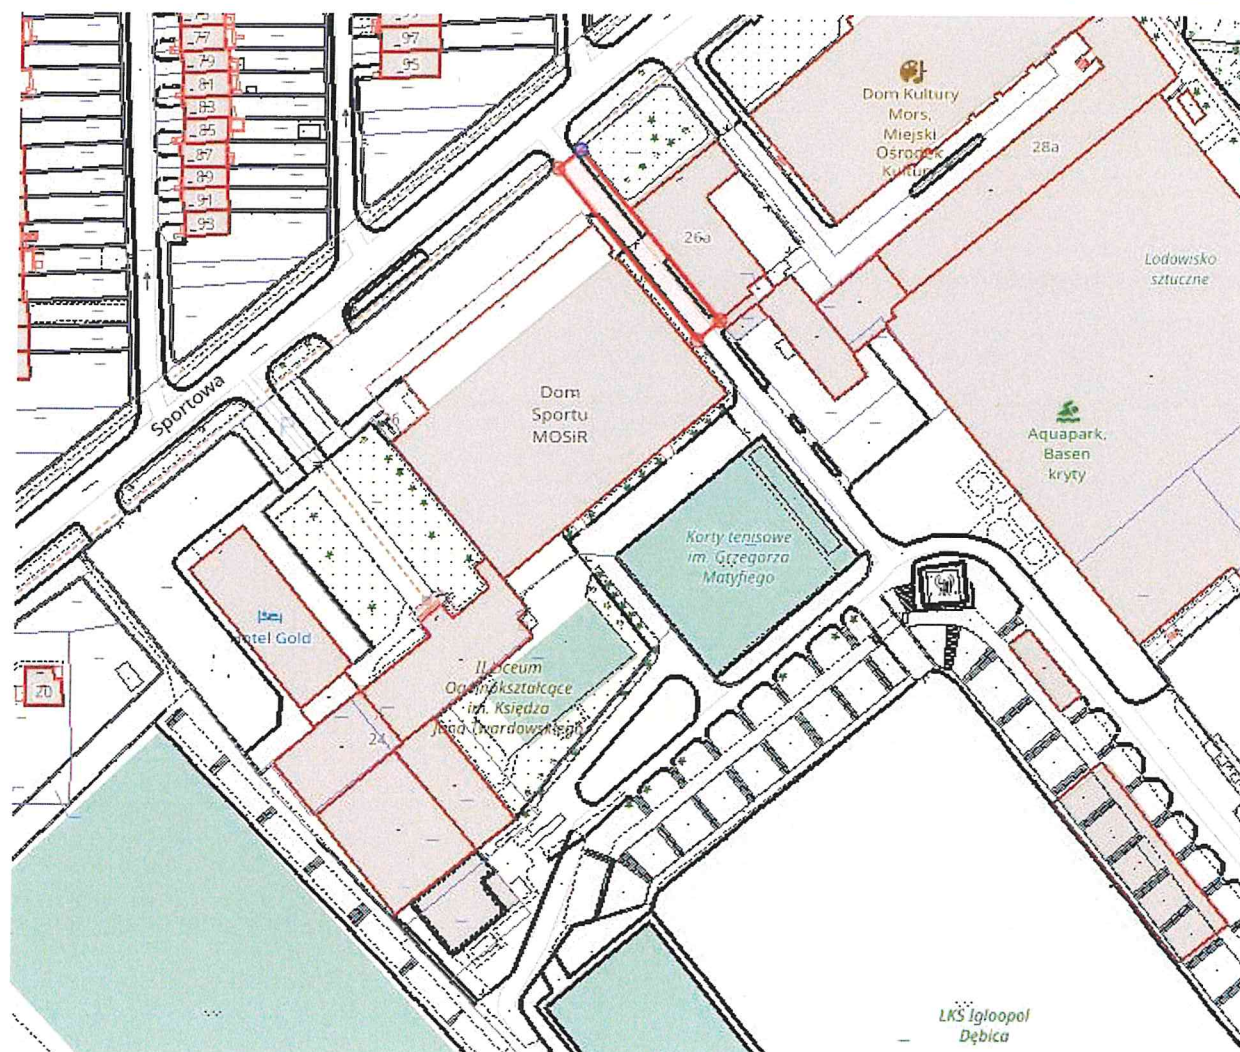 77
79
81
83
85
87
89
91
93
97
95
Dom Kultury
Mors,
Miejski
Ośrodek
Kultury
28a
26a
Lodowisko
sztuczne
Sportowa
Dom
Sportu
MOSiR
Aquapark,
Basen
kryty
Korty tenisowe
im. Grzegorza
Matyfiego
Hotel Gold
20
II Liceum
Ogólnokształcące
im. Księdza
Jana Twardowskiego
24
LKS Igloopol
Dębica